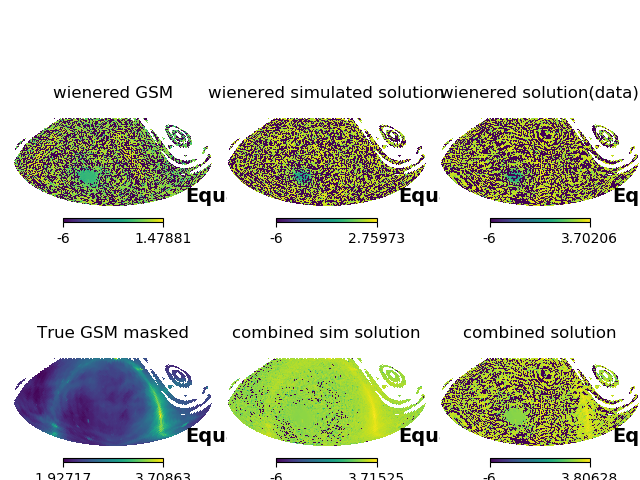 wienered GSM
wienered simulated solution
wienered solution(data)
Equ
Equ
Eq
-6 1.47881
-6 2.75973
-6 3.70206
True GSM masked
combined sim solution
combined solution
Equ
Equ
Eq
1.92717 3.70863
-6 3.71525
-6 3.80628